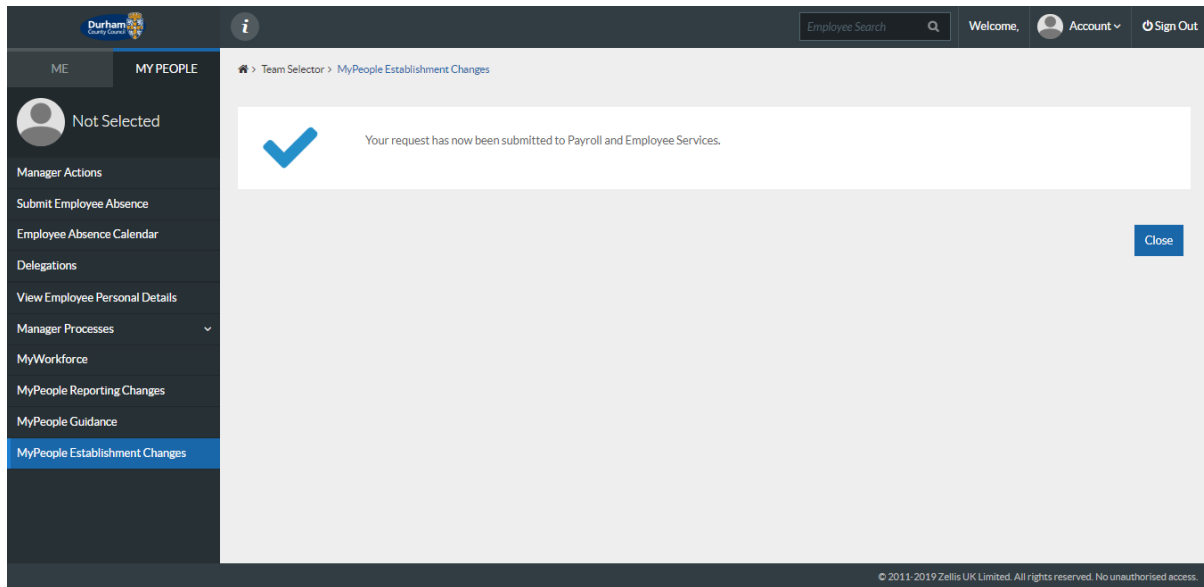 Durham
County Council
i
Employee Search
Welcome,
Account
Sign Out
ME
MY PEOPLE
> Team Selector > MyPeople Establishment Changes
Not Selected
Your request has now been submitted to Payroll and Employee Services.
Manager Actions
Submit Employee Absence
Employee Absence Calendar
Close
Delegations
View Employee Personal Details
Manager Processes
MyWorkforce
MyPeople Reporting Changes
MyPeople Guidance
MyPeople Establishment Changes
© 2011-2019 Zellis UK Limited. All rights reserved. No unauthorised access.